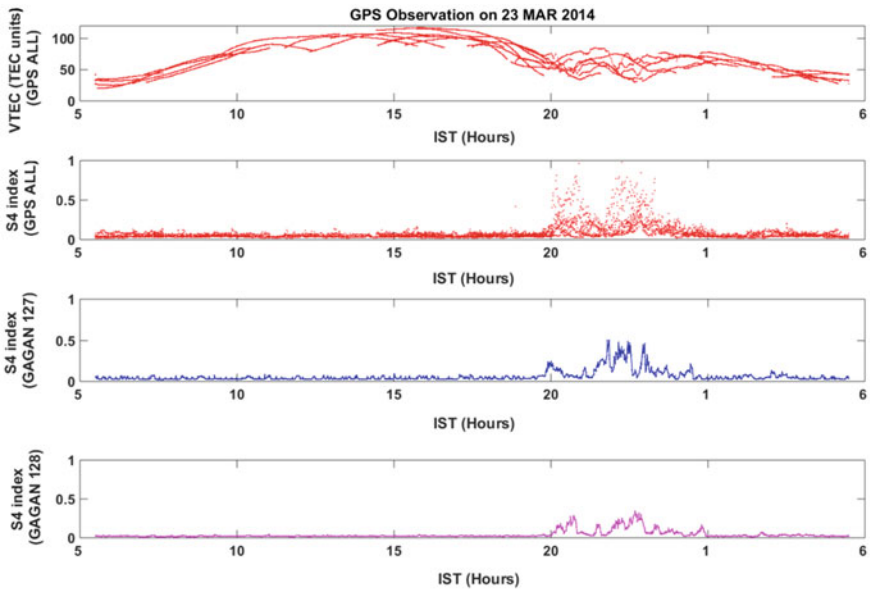 GPS Observation on 23 MAR 2014
VTEC (TEC units)
(GPS ALL)
100
50
0
5 10 15 20 1 6
IST (Hours)
S4 index
(GPS ALL)
1
0.5
0
5 10 15 20 1 6
IST (Hours)
S4 index
(GAGAN 127)
1
0.5
0
5 10 15 20 1 6
IST (Hours)
S4 index
(GAGAN 128)
1
0.5
0
5 10 15 20 1 6
IST (Hours)